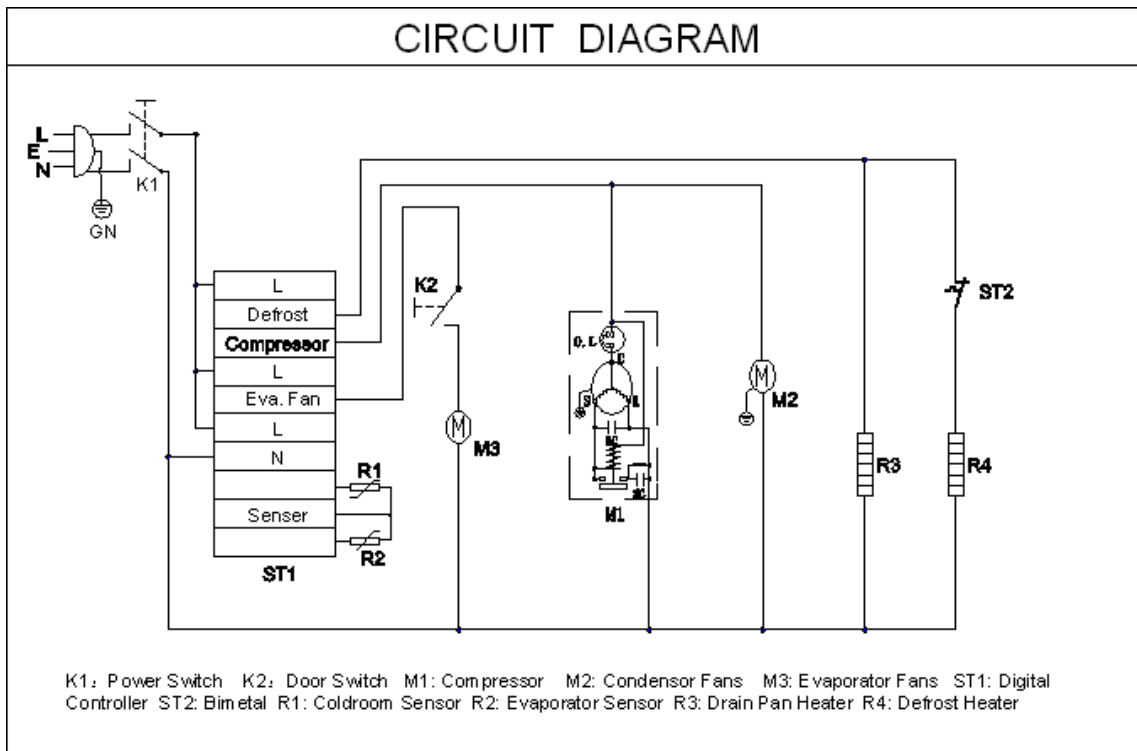 CIRCUIT DIAGRAM
L
E
N
K1
GN
L
Defrost
Compressor
L
Eva. Fan
L
N
Senser
ST1
R1
R2
K2
M
M3
O.L
C
S
M1
M
M2
R3
ST2
R4
K1: Power Switch K2: Door Switch M1: Compressor M2: Condensor Fans M3: Evaporator Fans ST1: Digital
Controller ST2: Bimetal R1: Coldroom Sensor R2: Evaporator Sensor R3: Drain Pan Heater R4: Defrost Heater